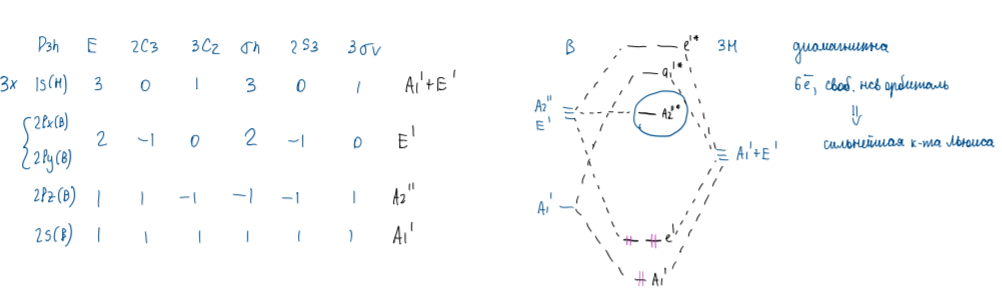 D3h E 2C3 3C2 σh 2S3 3σv
3x 1s(H) 3 0 1 3 0 1 A1'+E'
2Px(B)
2Py(B)
2 -1 0 2 -1 0 E'
2Pz(B) 1 1 -1 -1 -1 1 A2''
2S(B) 1 1 1 1 1 1 A1'
B 3H
e'*
a1'*
A2''*
A2''
E'
A1'+E'
A1'
e'
A1'
диамагнитна
6ē, своб. нсв орбиталь
⇓
сильнейшая к-та Льюиса